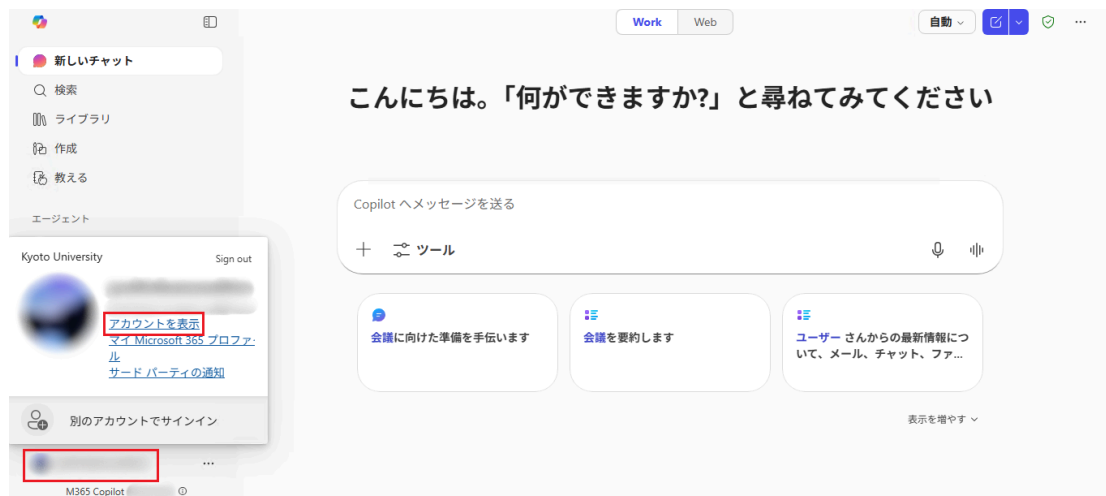 Work
Web
自動
新しいチャット
検索
ライブラリ
作成
教える
エージェント
Kyoto University
Sign out
アカウントを表示
マイ Microsoft 365 プロファイ
ル
サード パーティの通知
別のアカウントでサインイン
M365 Copilot
こんにちは。「何ができますか?」と尋ねてみてください
Copilot へメッセージを送る
ツール
会議に向けた準備を手伝います
会議を要約します
ユーザー さんからの最新情報につ
いて、メール、チャット、ファ...
表示を増やす